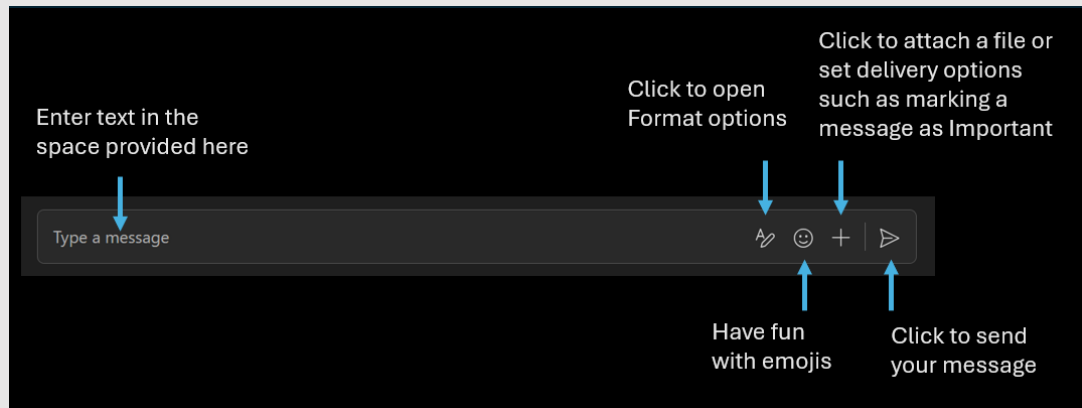 Click to attach a file or
set delivery options
such as marking a
message as Important
Click to open
Format options
Enter text in the
space provided here
Type a message
Have fun
with emojis
Click to send
your message